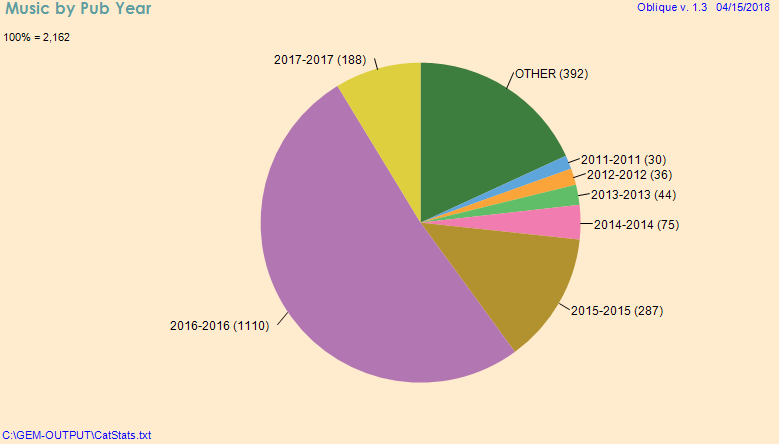 Music by Pub Year
Oblique v. 1.3 04/15/2018
100% = 2,162
2017-2017 (188)
OTHER (392)
2011-2011 (30)
2012-2012 (36)
2013-2013 (44)
2014-2014 (75)
2015-2015 (287)
2016-2016 (1110)
C:\GEM-OUTPUT\CatStats.txt